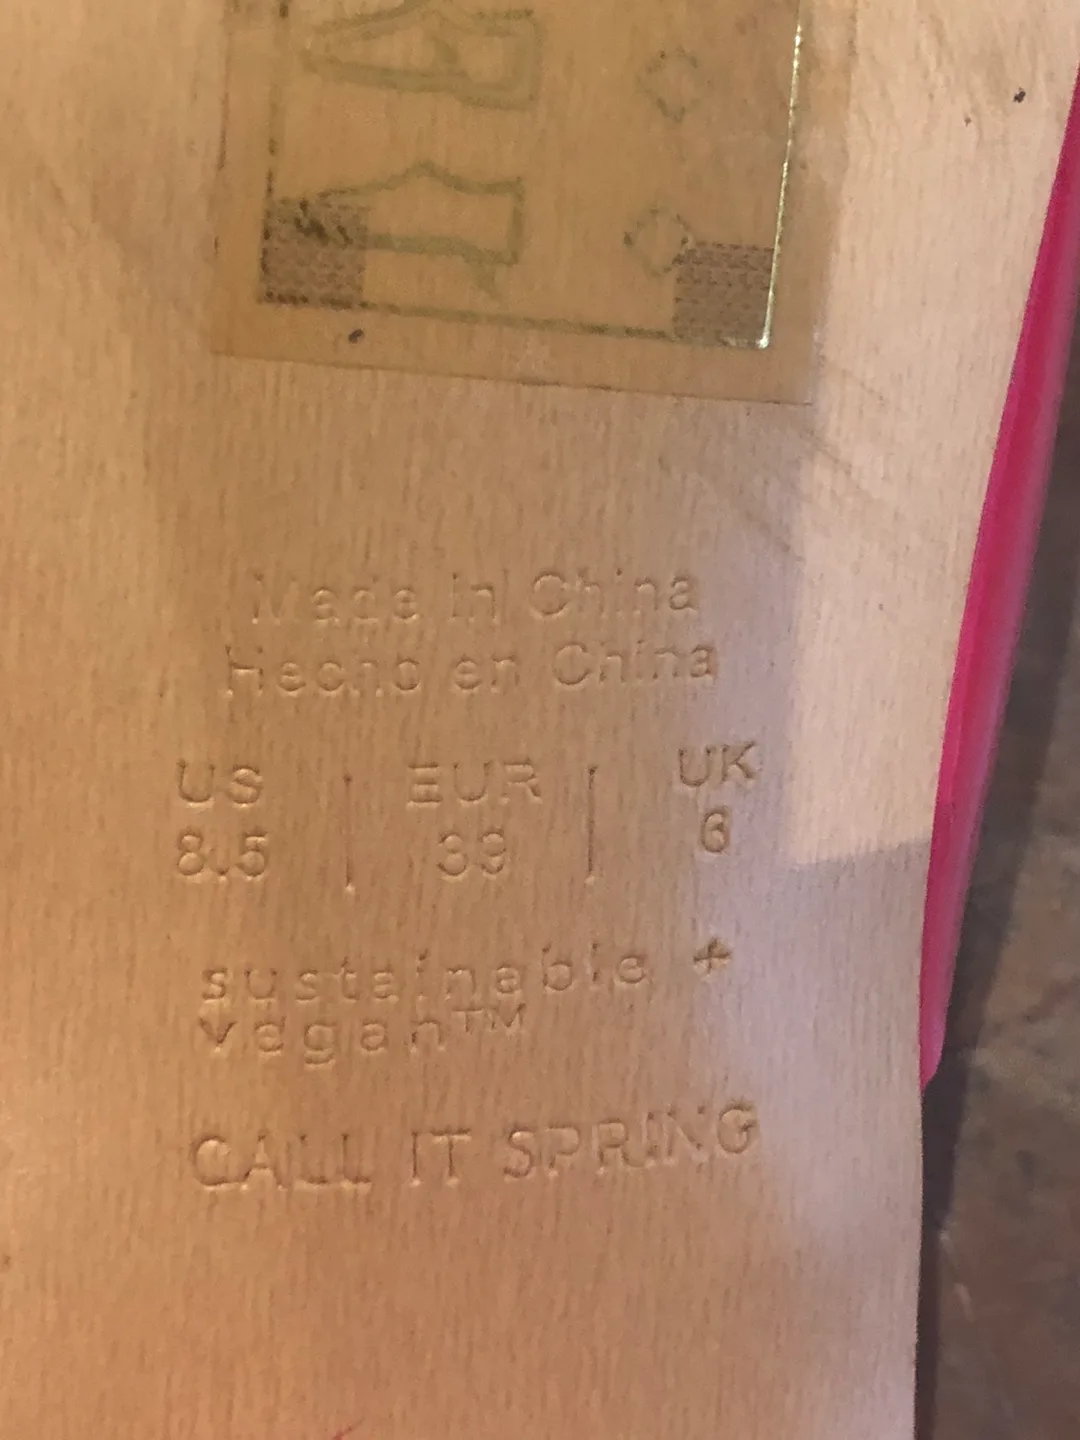 Made in China
Hecho en China
US | EUR | UK
8.5 | 39 | 6
sustainable +
vegan™
CALL IT SPRING